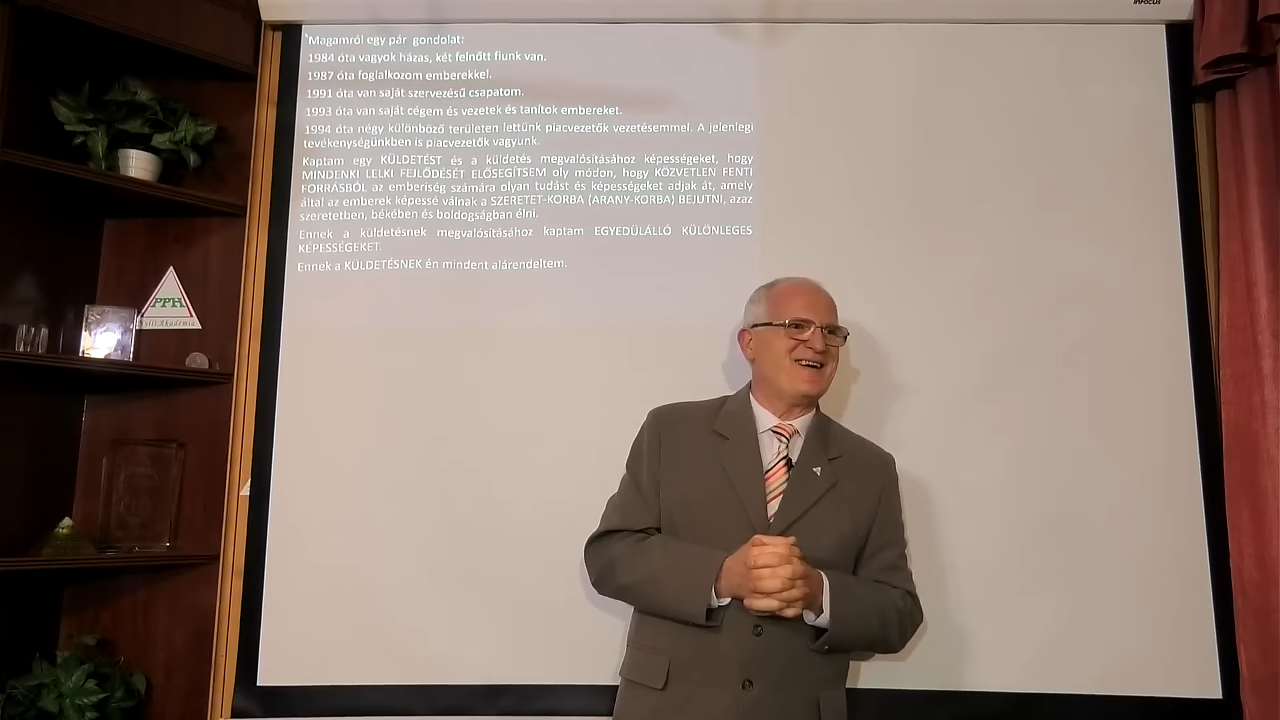 InFocus
Magamról egy pár gondolat:
1984 óta vagyok házas, két felnőtt fiunk van.
1987 óta foglalkozom emberekkel.
1991 óta van saját szervezésű csapatom.
1993 óta van saját cégem és vezetek és tanítok embereket.
1994 óta négy különböző területen lettünk piacvezetők vezetésemmel. A jelenlegi
tevékenységünkben is piacvezetők vagyunk.
Kaptam egy KÜLDETÉST és a küldetés megvalósításához képességeket, hogy
MINDENKI LELKI FEJLŐDÉSÉT ELŐSEGÍTSEM oly módon, hogy KÖZVETLEN FENTI
FORRÁSBÓL az emberiség számára olyan tudást és képességeket adjak át, amely
által az emberek képessé válnak a SZERETET-KORBA (ARANY-KORBA) BEJUTNI, azaz
szeretetben, békében és boldogságban élni.
Ennek a küldetésnek megvalósításához kaptam EGYEDÜLÁLLÓ KÜLÖNLEGES
KÉPESSÉGEKET.
Ennek a KÜLDETÉSNEK én mindent alárendeltem.
PPH
Nyílt Akadémia